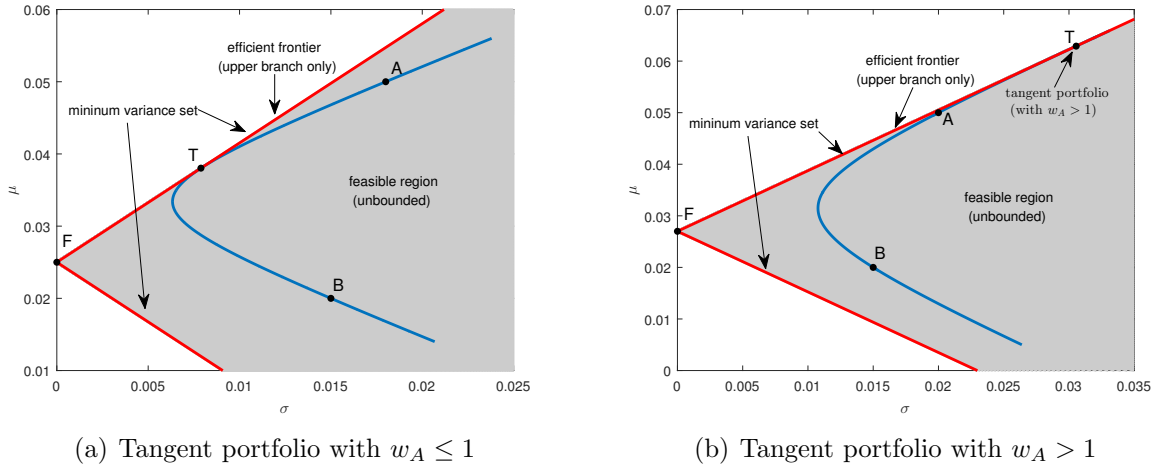 0.06
0.05
0.04
0.03
0.02
0.01
μ
0
0.005
0.01
0.015
0.02
0.025
σ
efficient frontier
(upper branch only)
mininum variance set
A
T
F
B
feasible region
(unbounded)
(a) Tangent portfolio with w_A ≤ 1
0.07
0.06
0.05
0.04
0.03
0.02
0.01
0
μ
0
0.005
0.01
0.015
0.02
0.025
0.03
0.035
σ
T
efficient frontier
(upper branch only)
tangent portfolio
(with w_A > 1)
mininum variance set
A
F
B
feasible region
(unbounded)
(b) Tangent portfolio with w_A > 1